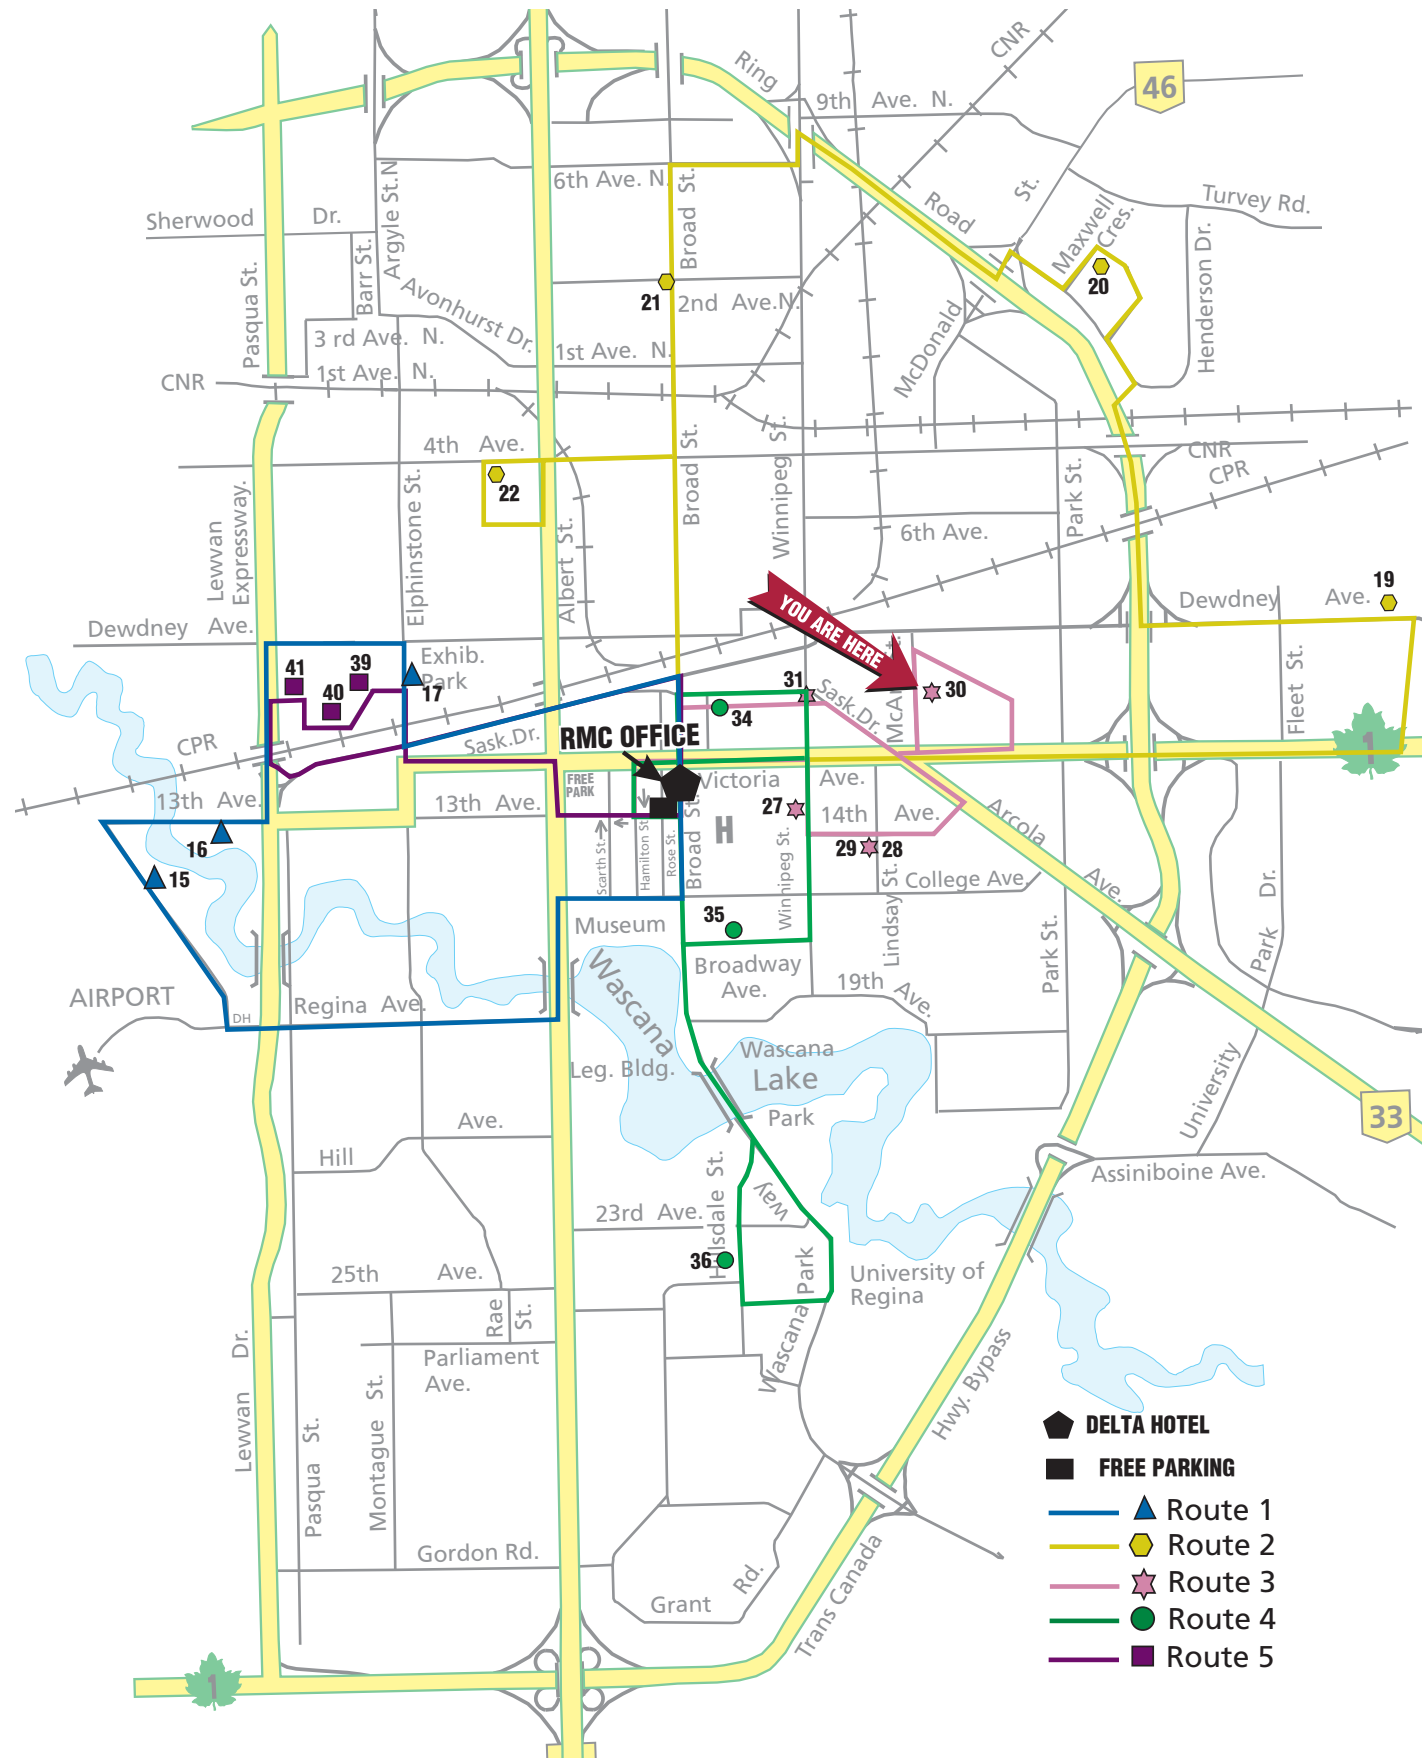 CNR
Ring
46
9th Ave. N.
6th Ave. N.
Argyle St.N
Broad St.
St.
Turvey Rd.
Sherwood Dr.
Road
Maxwell
Cres.
Barr St.
Pasqua St.
Henderson Dr.
20
Avonhurst Dr.
21
2nd Ave.N.
3 rd Ave. N.
1st Ave. N.
McDonald
CNR
1st Ave. N.
4th Ave.
Broad St.
Winnipeg St.
CNR
CPR
Park St.
22
Elphinstone St.
Albert St.
6th Ave.
Lewvan
Expressway.
19
Dewdney Ave.
YOU ARE HERE
Dewdney Ave.
Exhib.
Park
41
39
40
17
31
Sask.Dr.
30
Fleet St.
34
CPR
Sask.Dr.
RMC OFFICE
1
FREE
PARK
Victoria Ave.
13th Ave.
13th Ave.
27
14th Ave.
Arcola
Ave.
H
16
15
Scarth St.
Hamilton St.
Rose St.
Broad St.
Winnipeg St.
29
28
Lindsay St.
College Ave
35
Museum
Park St.
Park Dr.
Broadway
Ave.
19th Ave.
AIRPORT
DH
Regina Ave.
Wascana
Wascana
Lake
Park
Leg. Bldg.
University
33
Hill Ave.
Assiniboine Ave.
Hillsdale St.
way
23rd Ave.
36
25th Ave.
University of
Regina
Wascana Park
Rae St.
Lewvan Dr.
Parliament
Ave.
Pasqua St.
Montague St.
Hwy. Bypass
DELTA HOTEL
FREE PARKING
Route 1
Route 2
Route 3
Route 4
Route 5
Gordon Rd.
Grant Rd.
Trans Canada
1